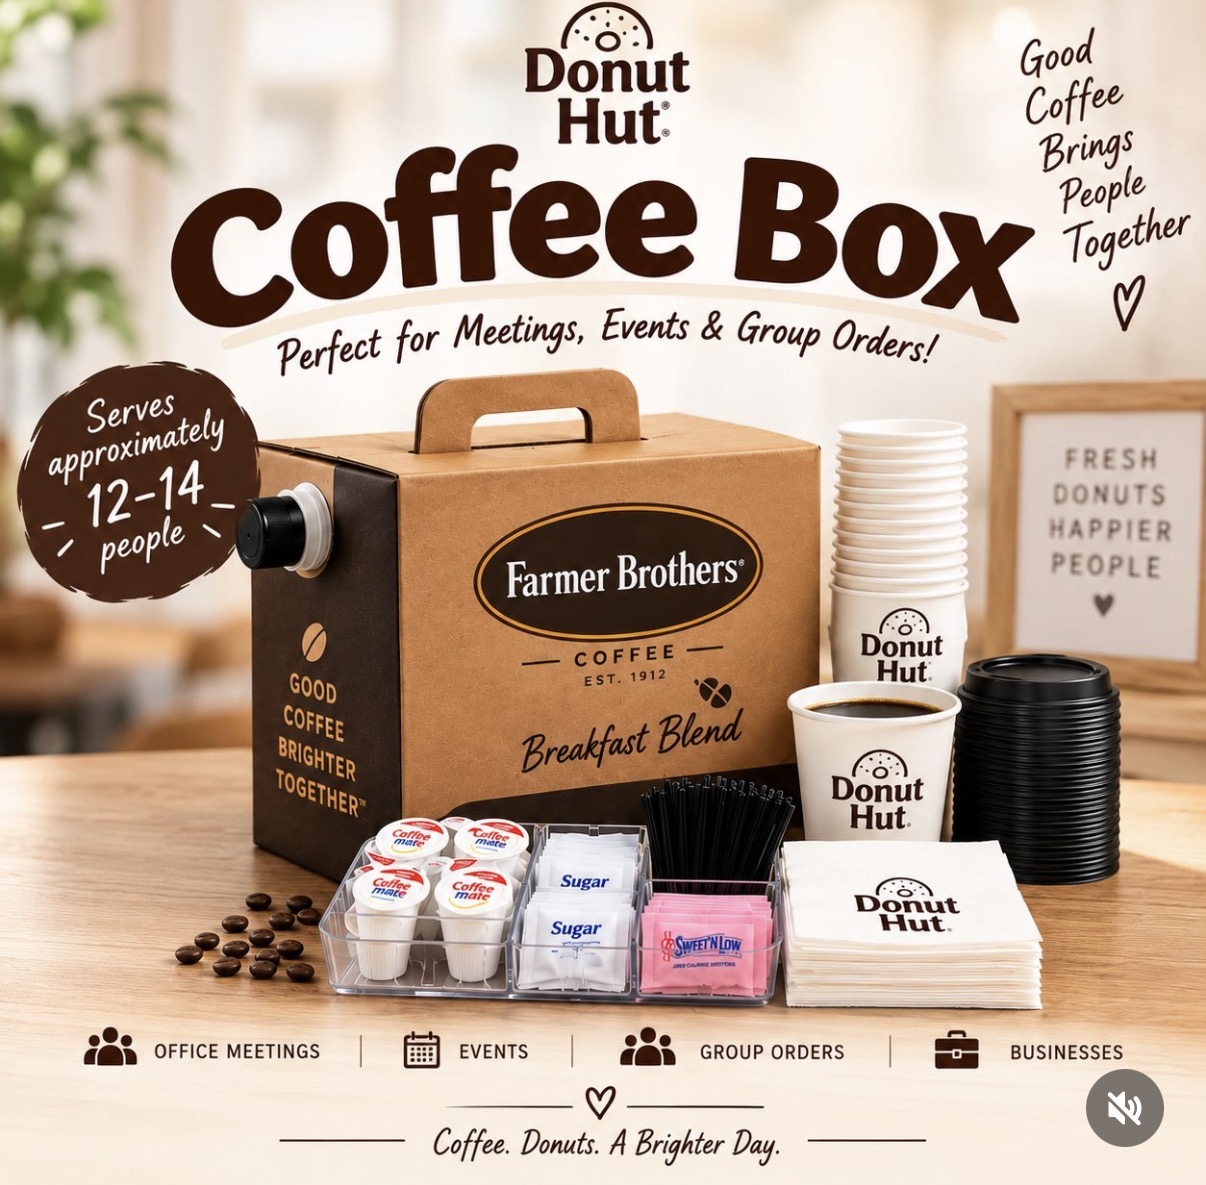 Donut
Hut®
Coffee Box
Perfect for Meetings, Events & Group Orders!
Good
Coffee
Brings
People
Together
Serves
approximately
12-14
people
FRESH
DONUTS
HAPPIER
PEOPLE
Farmer Brothers®
COFFEE
EST. 1912
Breakfast Blend
GOOD
COFFEE
BRIGHTER
TOGETHER™
Donut
Hut
Donut
Hut
Donut
Hut
Coffee
mate
Coffee
mate
Coffee
mate
Coffee
mate
Sugar
Sugar
SWEET'N LOW
OFFICE MEETINGS
EVENTS
GROUP ORDERS
BUSINESSES
Coffee. Donuts. A Brighter Day.